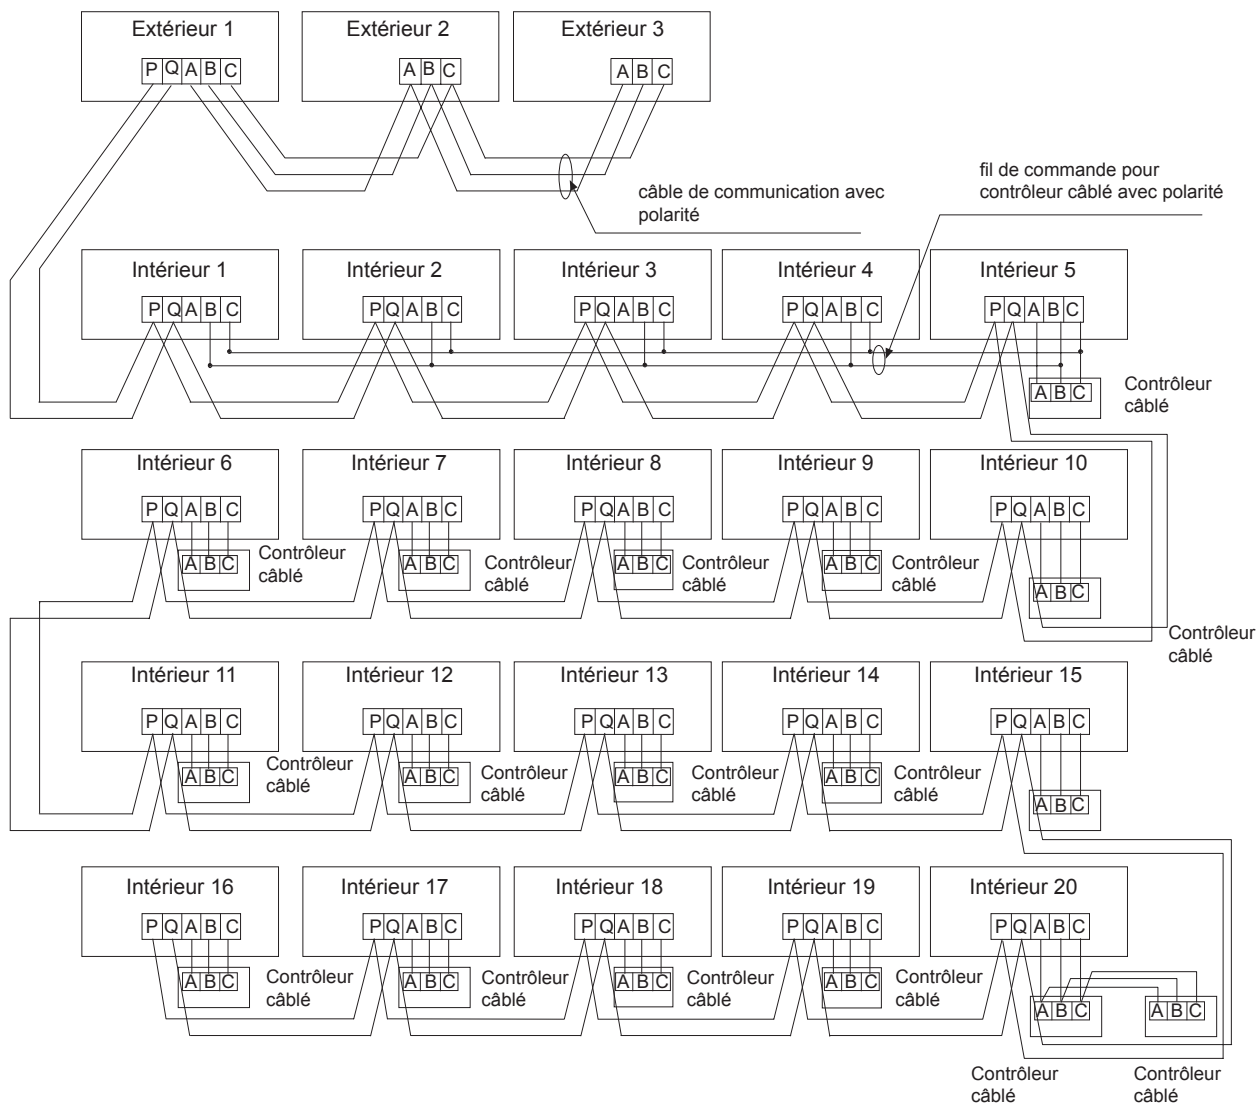 Extérieur 1 Extérieur 2 Extérieur 3
P Q A B C A B C A B C
câble de communication avec
polarité
fil de commande pour
contrôleur câblé avec polarité
Intérieur 1 Intérieur 2 Intérieur 3 Intérieur 4 Intérieur 5
P Q A B C P Q A B C P Q A B C P Q A B C P Q A B C
A B C
Contrôleur
câblé
Intérieur 6 Intérieur 7 Intérieur 8 Intérieur 9 Intérieur 10
P Q A B C P Q A B C P Q A B C P Q A B C P Q A B C
A B C A B C A B C A B C A B C
Contrôleur
câblé
Contrôleur
câblé
Contrôleur
câblé
Contrôleur
câblé
Contrôleur
câblé
Intérieur 11 Intérieur 12 Intérieur 13 Intérieur 14 Intérieur 15
P Q A B C P Q A B C P Q A B C P Q A B C P Q A B C
A B C A B C A B C A B C A B C
Contrôleur
câblé
Contrôleur
câblé
Contrôleur
câblé
Contrôleur
câblé
Intérieur 16 Intérieur 17 Intérieur 18 Intérieur 19 Intérieur 20
P Q A B C P Q A B C P Q A B C P Q A B C P Q A B C
A B C A B C A B C A B C A B C A B C
Contrôleur
câblé
Contrôleur
câblé
Contrôleur
câblé
Contrôleur
câblé
Contrôleur
câblé
Contrôleur
câblé